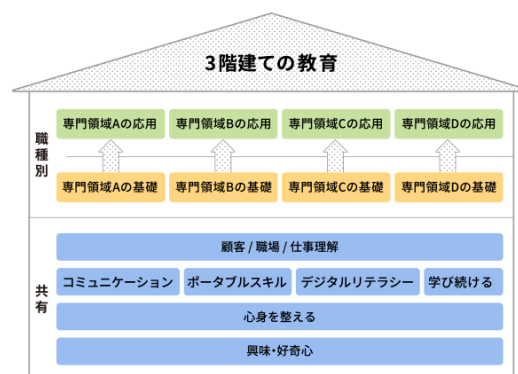 3階建ての教育
職種別
専門領域Aの応用
専門領域Bの応用
専門領域Cの応用
専門領域Dの応用
専門領域Aの基礎
専門領域Bの基礎
専門領域Cの基礎
専門領域Dの基礎
共有
顧客 / 職場 / 仕事理解
コミュニケーション
ポータブルスキル
デジタルリテラシー
学び続ける
心身を整える
興味・好奇心